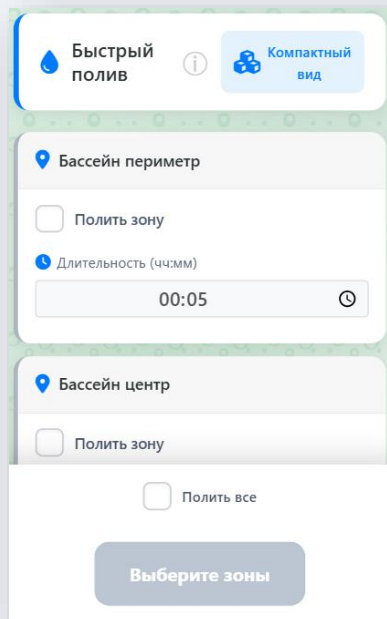 Быстрый
полив
Компактный
вид
Бассейн периметр
Полить зону
Длительность (чч:мм)
00:05
Бассейн центр
Полить зону
Полить все
Выберите зоны